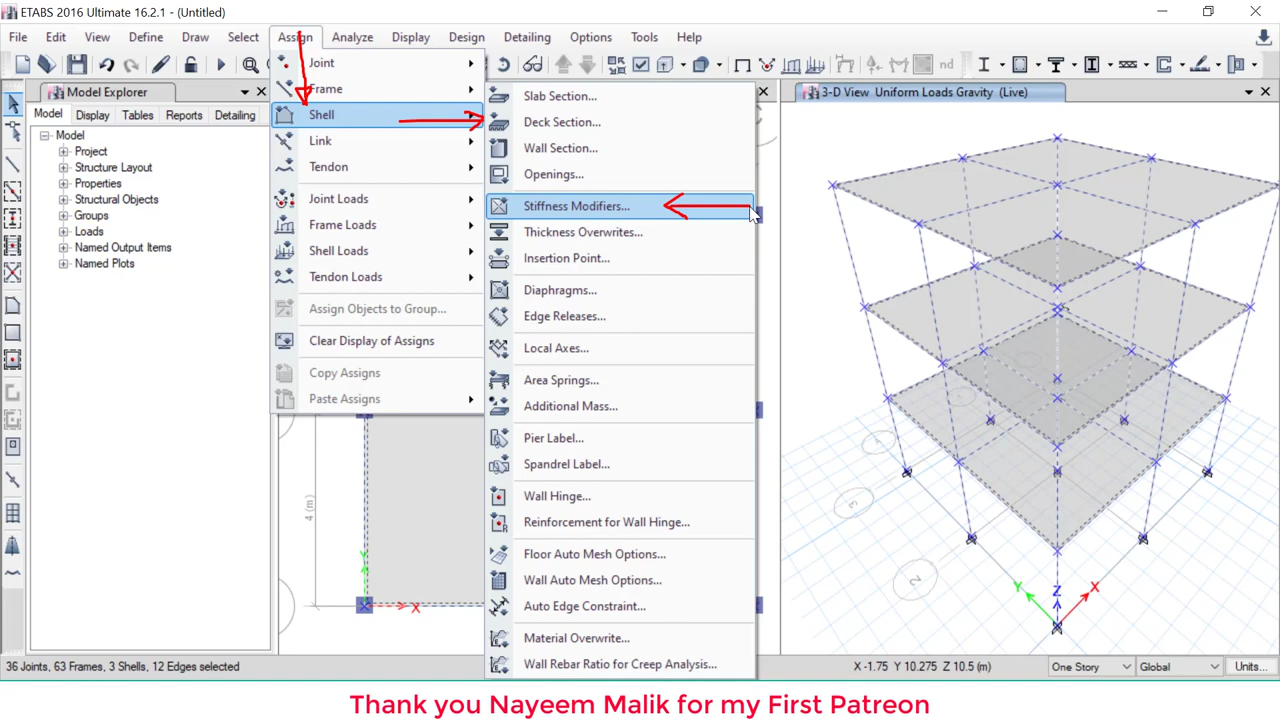 ETABS 2016 Ultimate 16.2.1 - (Untitled)
File Edit View Define Draw Select Assign Analyze Display Design Detailing Options Tools Help
nd
Model Explorer
Model Display Tables Reports Detailing
Model
Project
Structure Layout
Properties
Structural Objects
Groups
Loads
Named Output Items
Named Plots
Joint
Frame
Shell
Link
Tendon
Joint Loads
Frame Loads
Shell Loads
Tendon Loads
Assign Objects to Group...
Clear Display of Assigns
Copy Assigns
Paste Assigns
Slab Section...
Deck Section...
Wall Section...
Openings...
Stiffness Modifiers...
Thickness Overwrites...
Insertion Point...
Diaphragms...
Edge Releases...
Local Axes...
Area Springs...
Additional Mass...
Pier Label...
Spandrel Label...
Wall Hinge...
Reinforcement for Wall Hinge...
Floor Auto Mesh Options...
Wall Auto Mesh Options...
Auto Edge Constraint...
Material Overwrite...
Wall Rebar Ratio for Creep Analysis...
4 (m)
Y
X
3-D View Uniform Loads Gravity (Live)
3
2
Y
Z
X
36 Joints, 63 Frames, 3 Shells, 12 Edges selected
X -1.75 Y 10.275 Z 10.5 (m)
One Story
Global
Units...
Thank you Nayeem Malik for my First Patreon